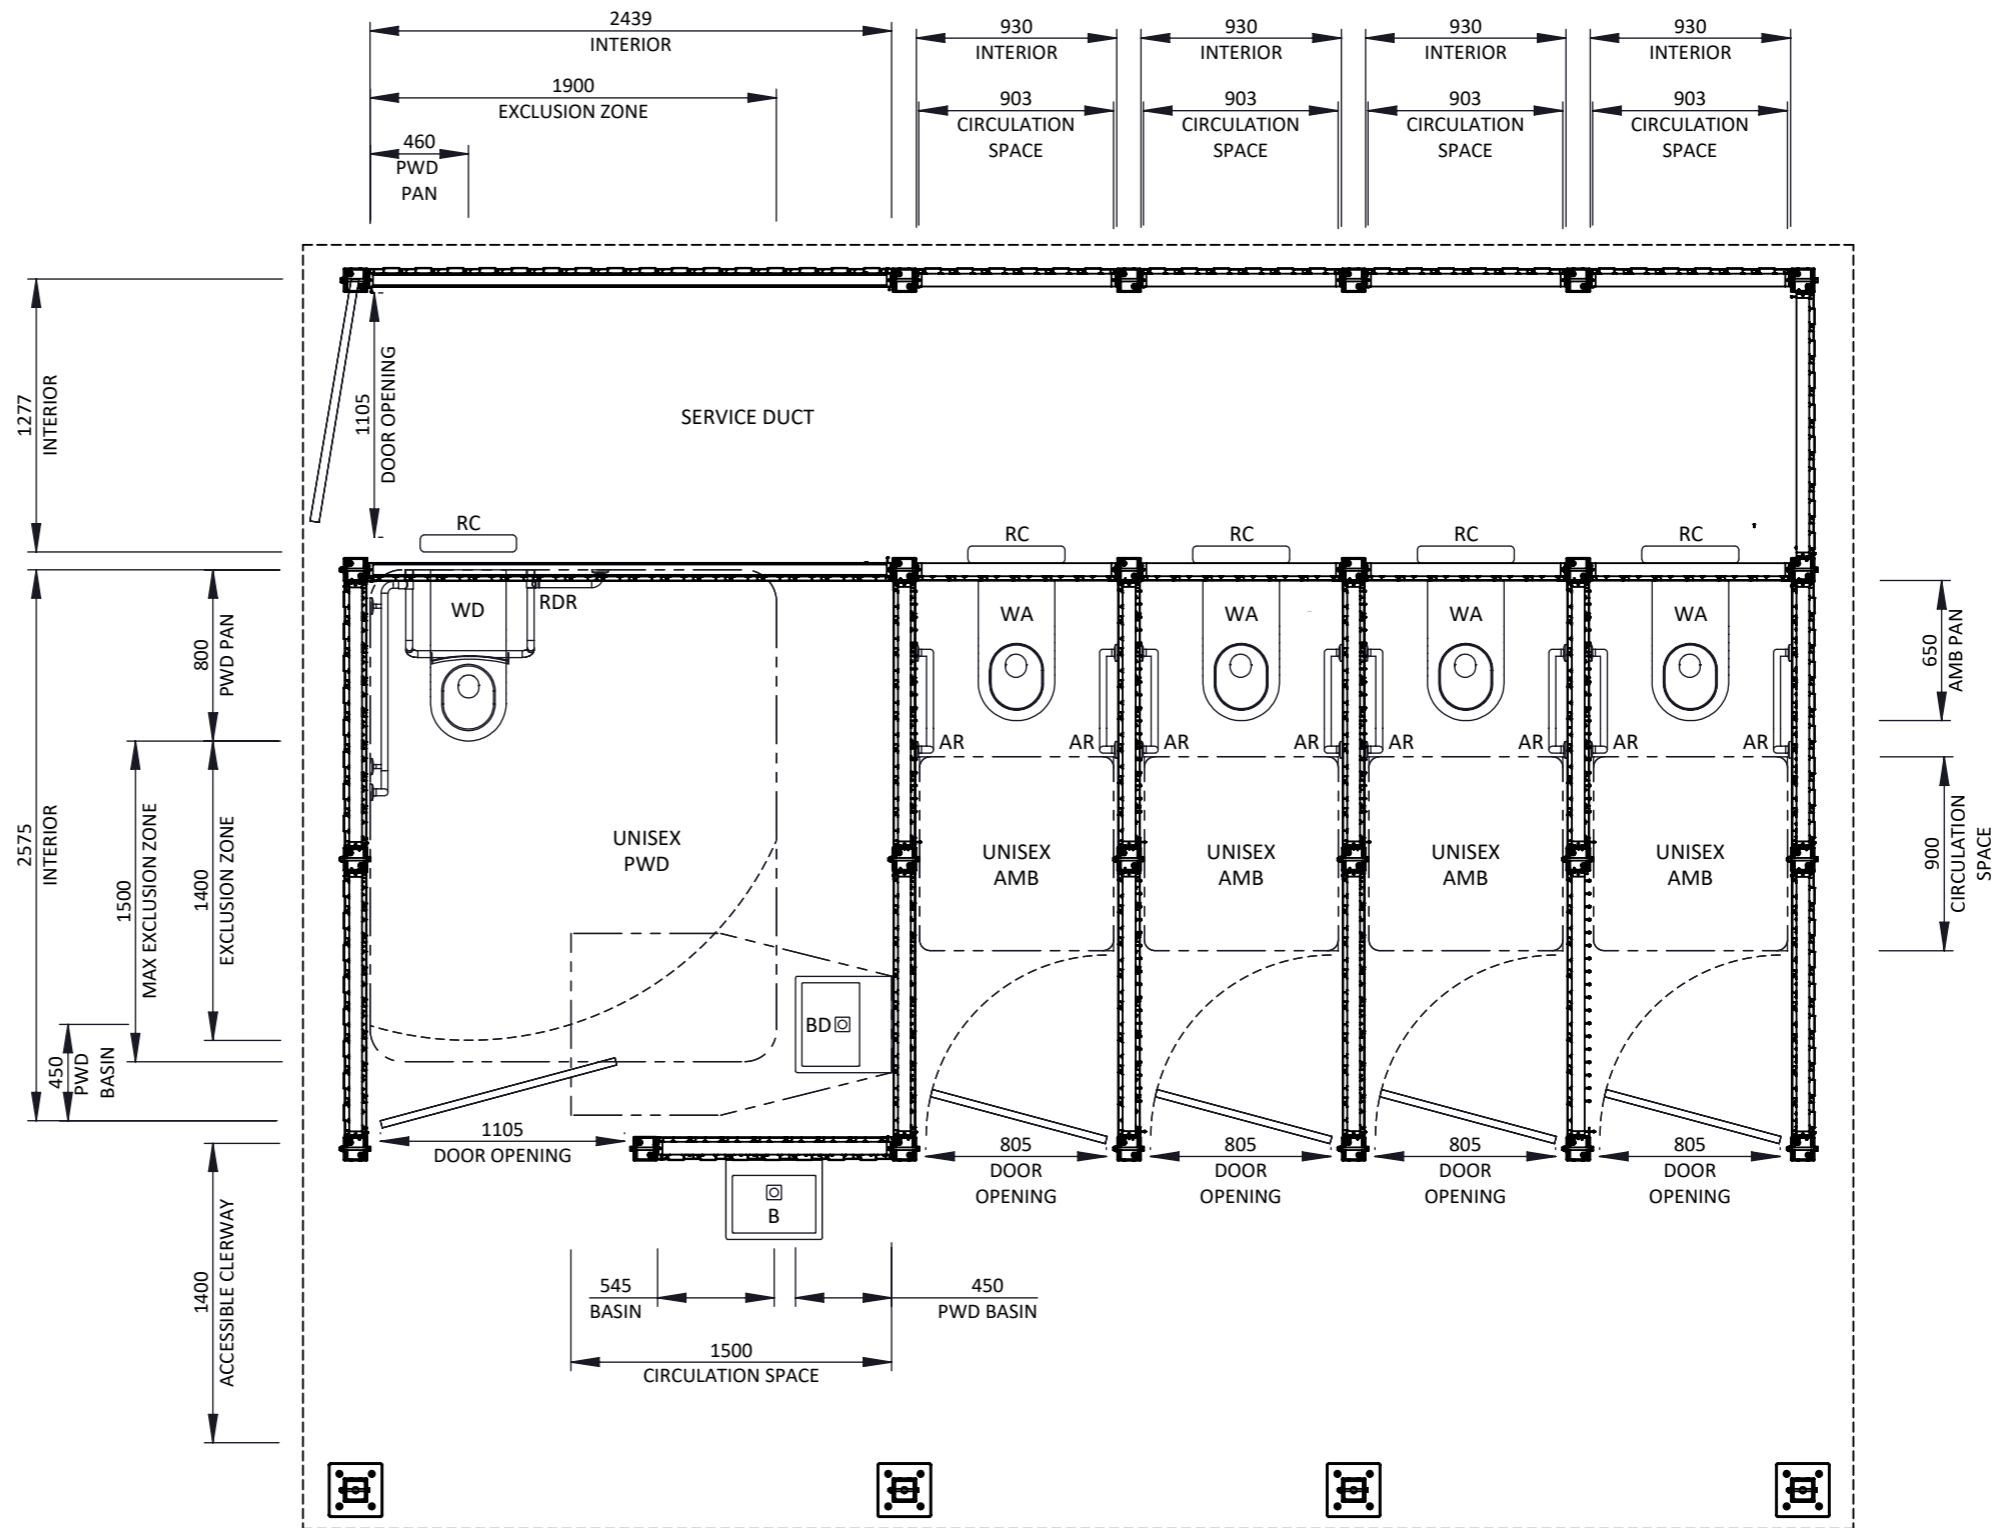 2439
INTERIOR
930
INTERIOR
930
INTERIOR
930
INTERIOR
930
INTERIOR
1900
EXCLUSION ZONE
903
CIRCULATION
SPACE
903
CIRCULATION
SPACE
903
CIRCULATION
SPACE
903
CIRCULATION
SPACE
460
PWD
PAN
1277
INTERIOR
1105
DOOR OPENING
SERVICE DUCT
RC
RC
RC
RC
RC
WD
RDR
WA
WA
WA
WA
800
PWD PAN
650
AMB PAN
AR
AR
AR
AR
AR
AR
AR
AR
2575
INTERIOR
1500
MAX EXCLUSION ZONE
1400
EXCLUSION ZONE
UNISEX
PWD
UNISEX
AMB
UNISEX
AMB
UNISEX
AMB
UNISEX
AMB
900
CIRCULATION
SPACE
450
PWD
BASIN
BD
1105
DOOR OPENING
805
DOOR
OPENING
805
DOOR
OPENING
805
DOOR
OPENING
805
DOOR
OPENING
B
1400
ACCESSIBLE CLERWAY
545
BASIN
450
PWD BASIN
1500
CIRCULATION SPACE